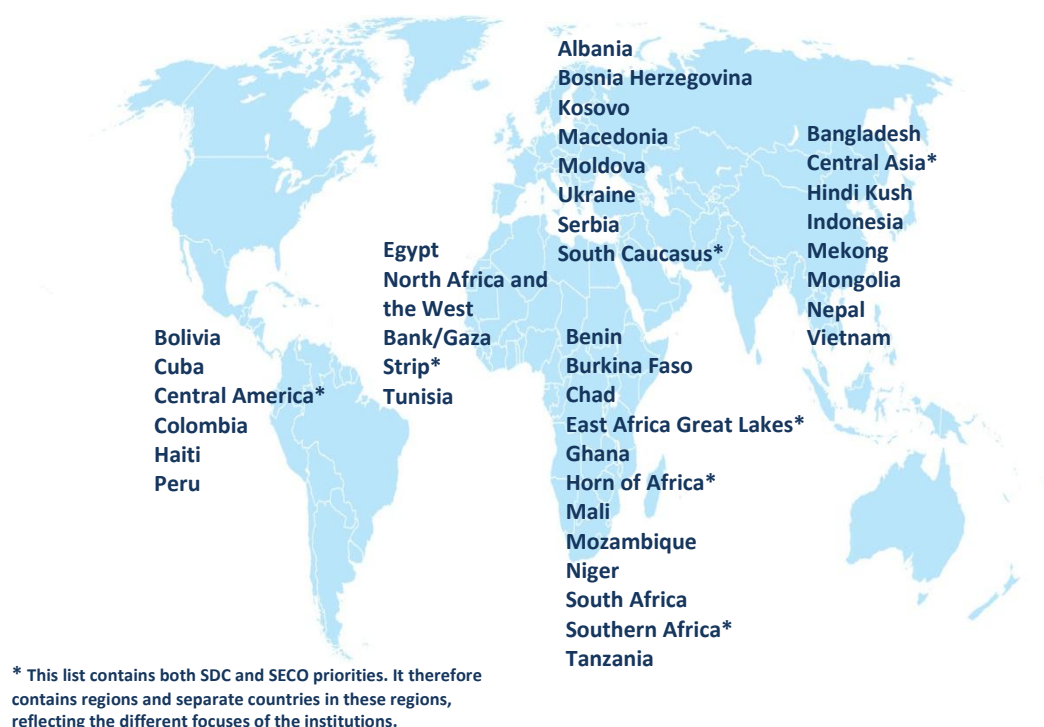 Albania
Bosnia Herzegovina
Kosovo
Macedonia
Moldova
Ukraine
Serbia
South Caucasus*
Bangladesh
Central Asia*
Hindi Kush
Indonesia
Mekong
Mongolia
Nepal
Vietnam
Egypt
North Africa and
the West
Bank/Gaza
Strip*
Tunisia
Bolivia
Cuba
Central America*
Colombia
Haiti
Peru
Benin
Burkina Faso
Chad
East Africa Great Lakes*
Ghana
Horn of Africa*
Mali
Mozambique
Niger
South Africa
Southern Africa*
Tanzania
* This list contains both SDC and SECO priorities. It therefore
contains regions and separate countries in these regions,
reflecting the different focuses of the institutions.